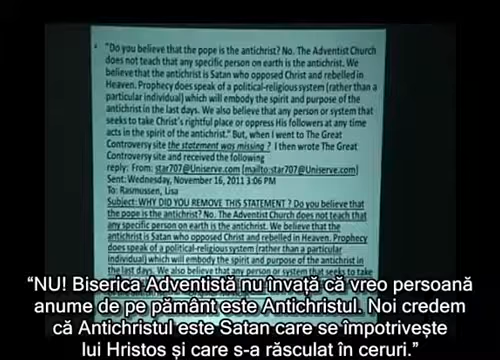 • "Do you believe that the pope is the antichrist? No. The Adventist Church
does not teach that any specific person on earth is the antichrist. We
believe that the antichrist is Satan who opposed Christ and rebelled in
Heaven. Prophecy does speak of a political-religious system (rather than a
particular individual) which will embody the spirit and purpose of the
antichrist in the last days. We also believe that any person or system that
seeks to take Christ's rightful place or oppress His followers at any time
acts in the spirit of the antichrist." But, when I went to The Great
Controversy site the statement was missing ? I then wrote The Great
Controversy site and received the following
reply: From: star707@Uniserve.com [mailto:star707@Uniserve.com]
Sent: Wednesday, November 16, 2011 3:06 PM
To: Rasmussen, Lisa
Subject: WHY DID YOU REMOVE THIS STATEMENT ? Do you believe that
the pope is the antichrist? No. The Adventist Church does not teach that
any specific person on earth is the antichrist. We believe that the
antichrist is Satan who opposed Christ and rebelled in Heaven. Prophecy
does speak of a political-religious system (rather than a particular
individual) which will embody the spirit and purpose of the antichrist in
the last days. We also believe that any person or system that seeks to take
"NU! Biserica Adventistă nu învață că vreo persoană
anume de pe pământ este Antichristul. Noi credem
că Antichristul este Satan care se împotrivește
lui Hristos și care s-a răsculat în ceruri."